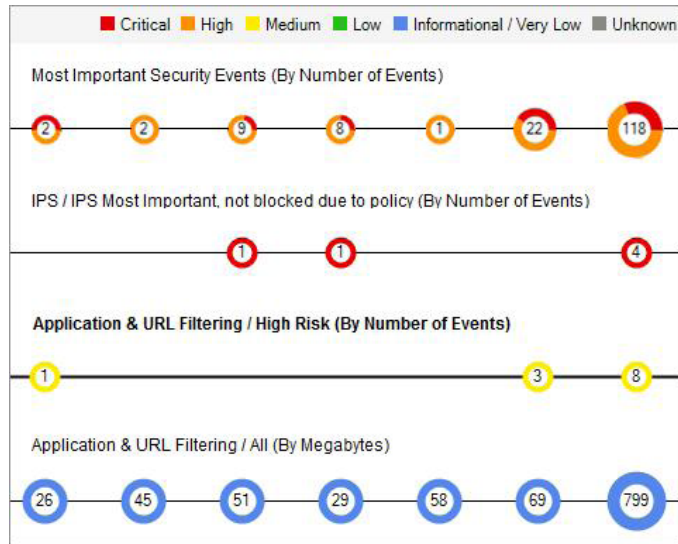 Critical High Medium Low Informational / Very Low Unknown
Most Important Security Events (By Number of Events)
2 2 9 8 1 22 118
IPS / IPS Most Important, not blocked due to policy (By Number of Events)
1 1 4
Application & URL Filtering / High Risk (By Number of Events)
1 3 8
Application & URL Filtering / All (By Megabytes)
26 45 51 29 58 69 799